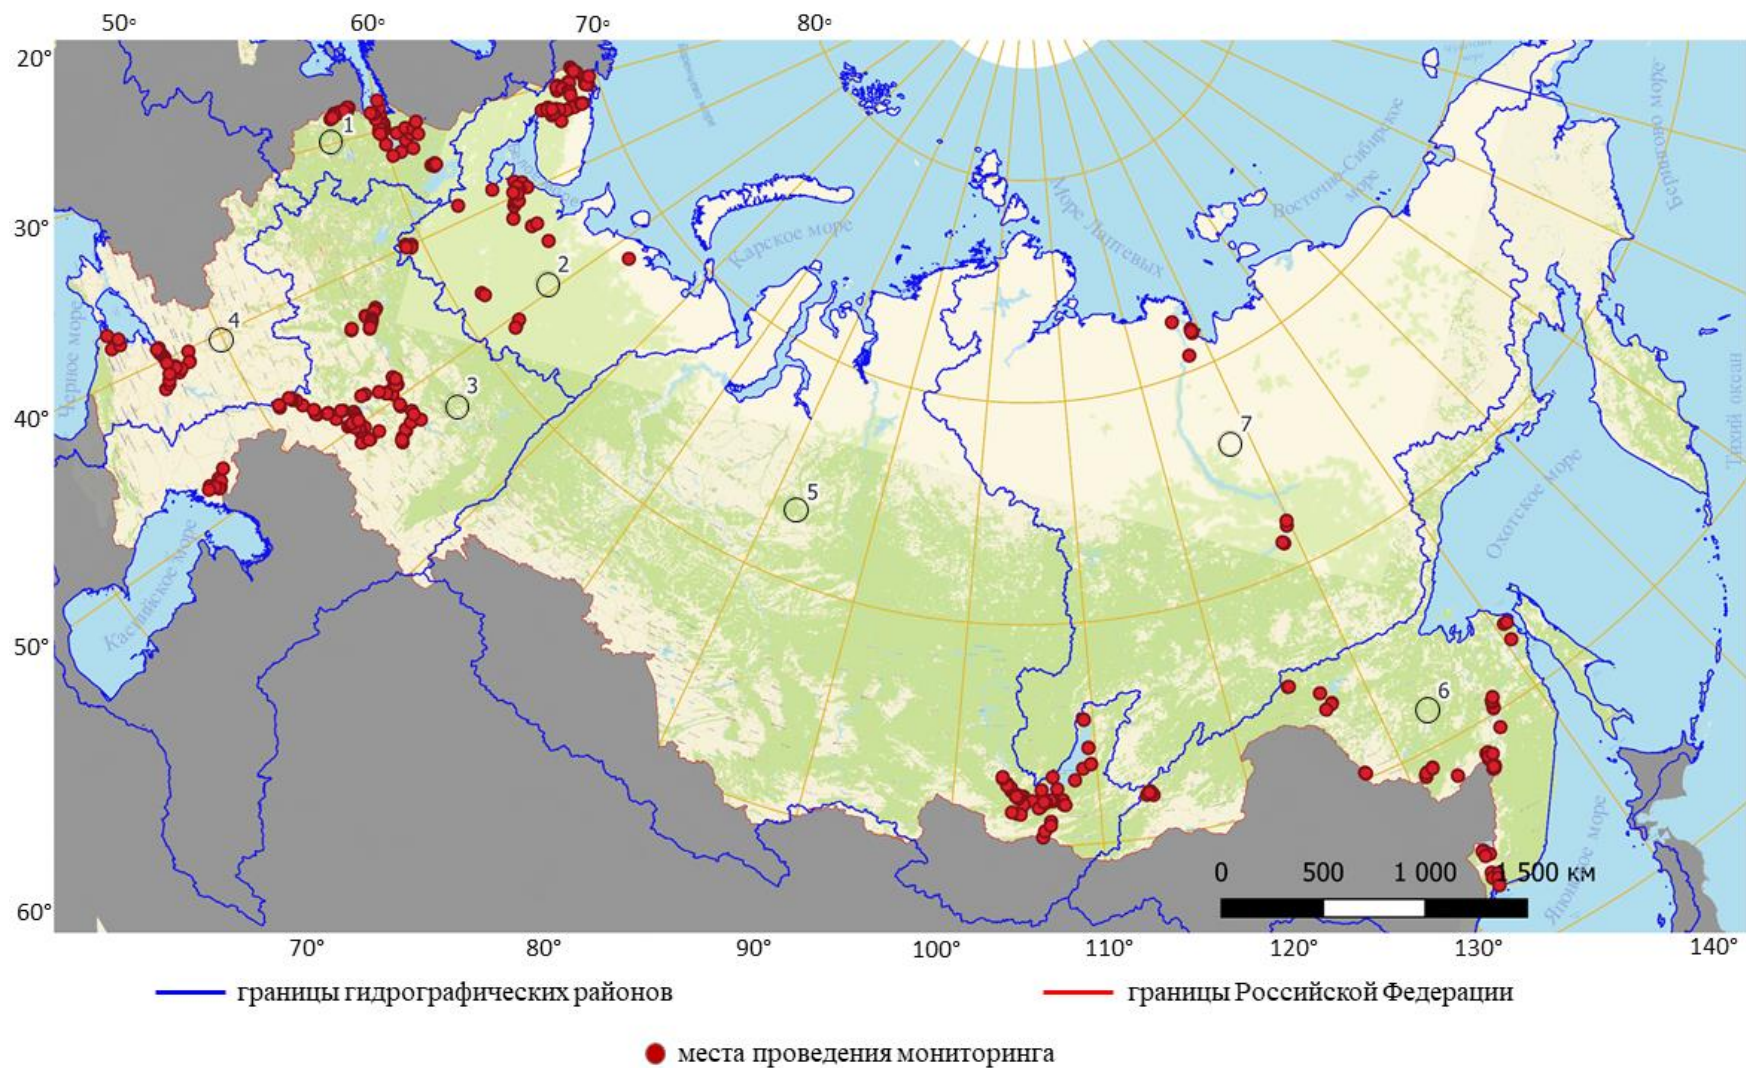 50° 60° 70° 80°
20°
30°
40°
50°
60°
1
2
3
4
5
6
7
Карское море
Море Лаптевых
Восточно-Сибирское
море
Берингово море
Тихий океан
Охотское море
Японское море
Черное море
Каспийское море
0 500 1 000 1 500 км
70° 80° 90° 100° 110° 120° 130° 140°
границы гидрографических районов
границы Российской Федерации
места проведения мониторинга